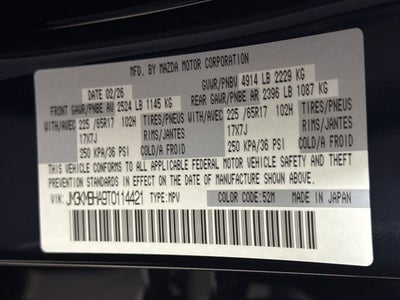 MFD. BY MAZDA MOTOR CORPORATION
DATE 02/26 GVWR/PNBV 4914 LB 2229 KG
FRONT GAWR/PNBE AV 2524 LB 1145 KG REAR GAWR/PNBE AR 2396 LB 1087 KG
WITH/AVEC 225 /65R17 102H TIRES/PNEUS WITH/AVEC 225 /65R17 102H TIRES/PNEUS
17X7J RIMS/JANTES 17X7J RIMS/JANTES
250 KPA/36 PSI COLD/A FROID 250 KPA/36 PSI COLD/A FROID
THIS VEHICLE CONFORMS TO ALL APPLICABLE FEDERAL MOTOR VEHICLE SAFETY AND THEFT
PREVENTION STANDARDS IN EFFECT ON THE DATE OF MANUFACTURE SHOWN ABOVE.
VIN: TYPE:MPV COLOR CODE:52M MADE IN JAPAN